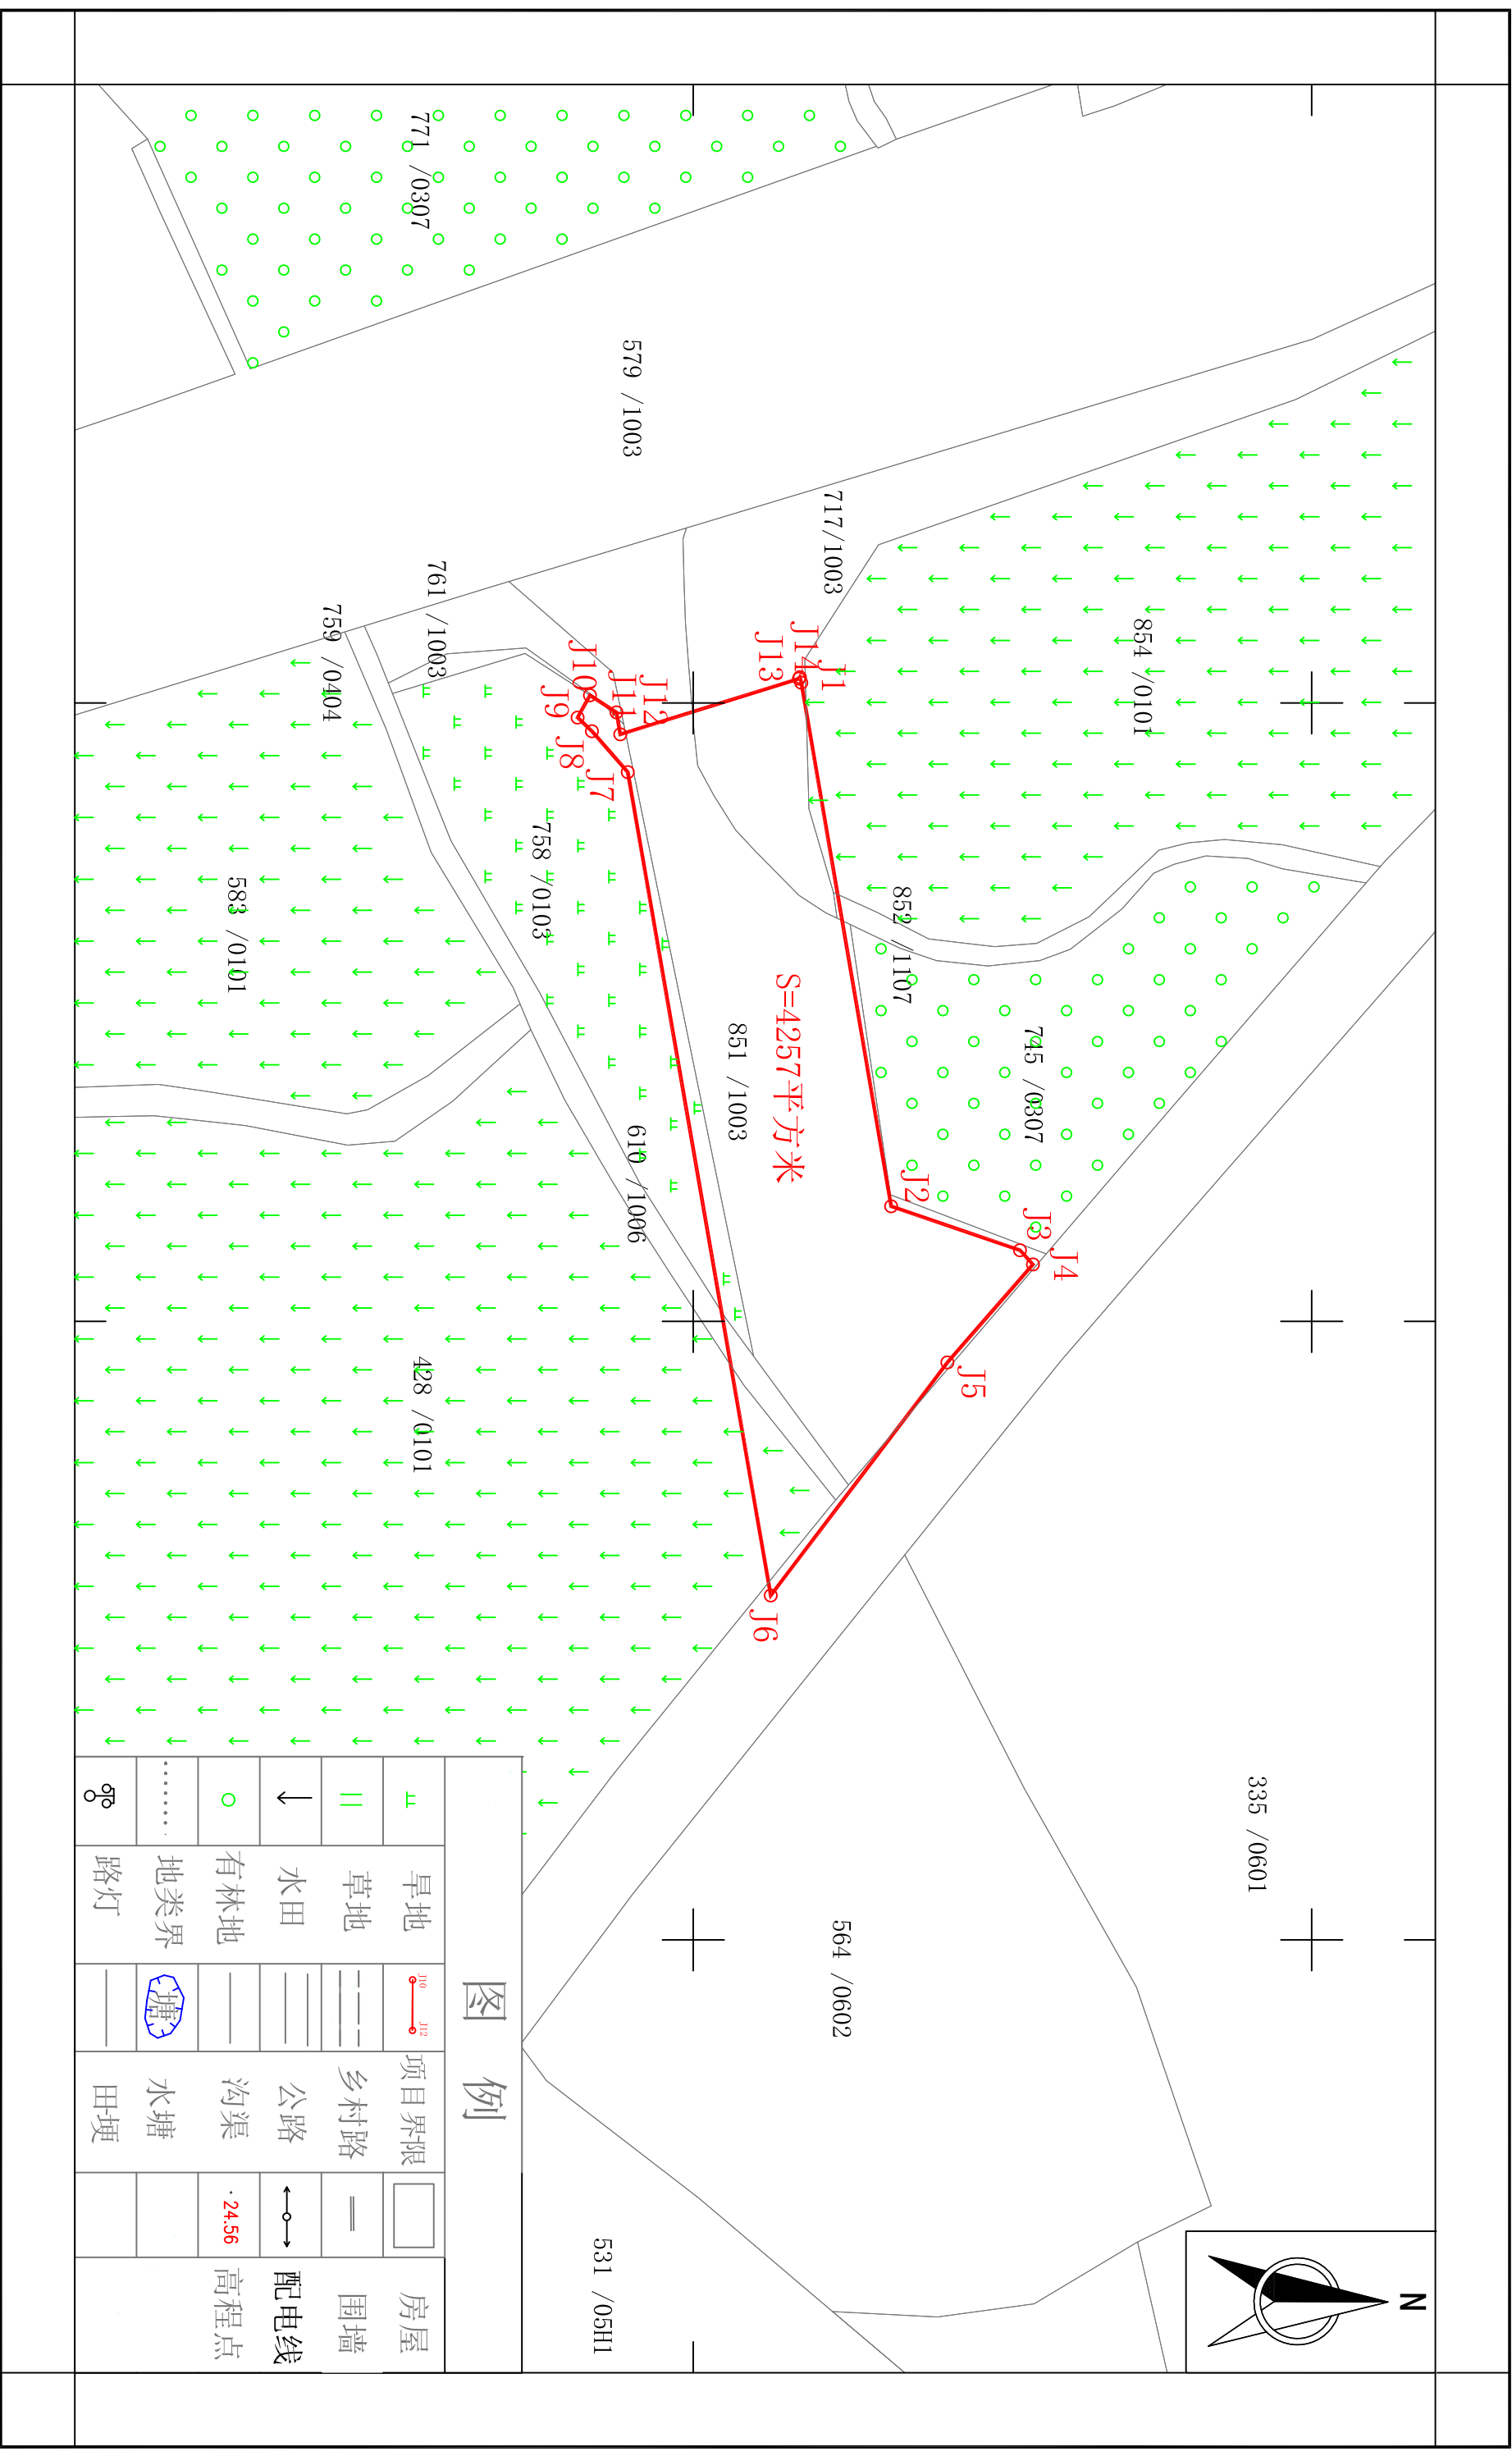 N
335 /0601
854 /0101
745 /0307
J3
J4
852 /1107
J2
J5
717/1003
J1
J14
J13
S=4257平方米
851 /1003
J6
564 /0602
579 /1003
J12
J11
J10
J9
J8
J7
610 /1006
531 /05H1
758 /0103
771 /0307
761 /1003
759 /0404
428 /0101
583 /0101
图 例
旱地
J10
J12
项目界限
房屋
草地
乡村路
围墙
水田
公路
配电线
有林地
沟渠
24.56
高程点
地类界
塘
水塘
路灯
田埂